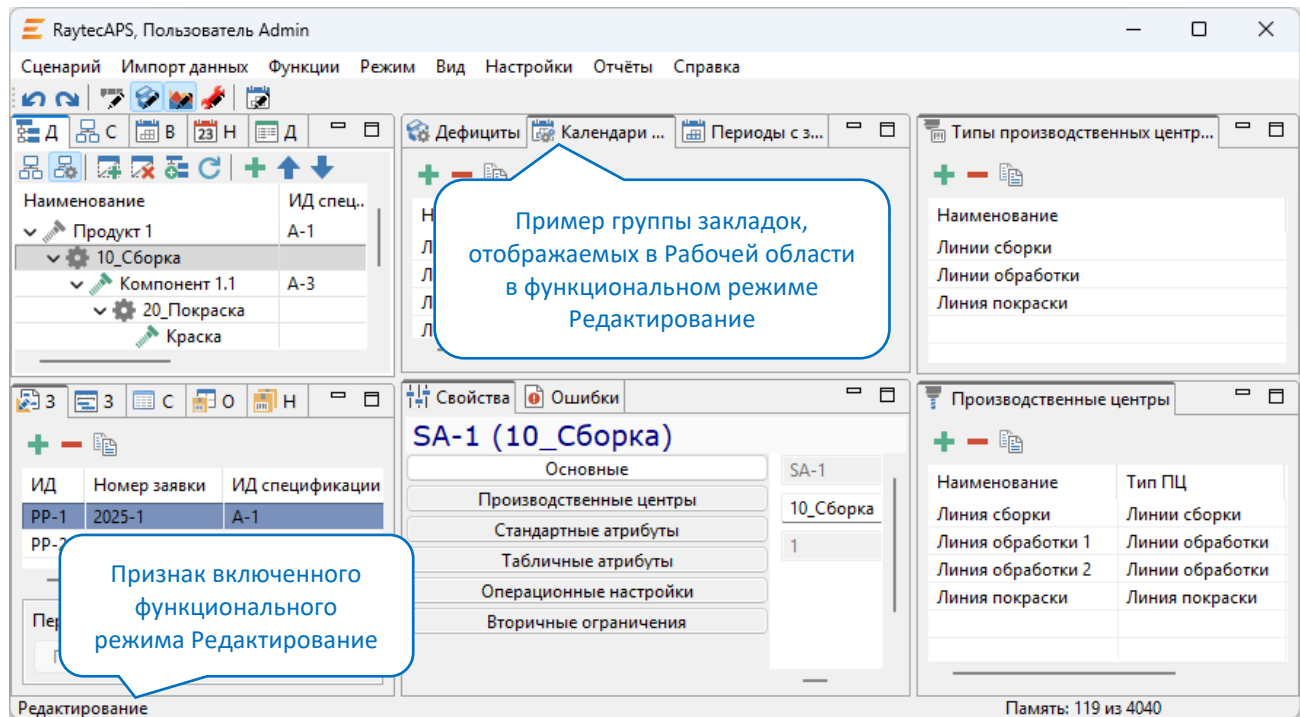 RaytecAPS, Пользователь Admin
Сценарий Импорт данных Функции Режим Вид Настройки Отчёты Справка
Д С В 23 Н Д
Наименование ИД спец..
Продукт 1 A-1
10_Сборка
Компонент 1.1 A-3
20_Покраска
Краска
Дефициты Календари ... Периоды с з...
Пример группы закладок,
отображаемых в Рабочей области
в функциональном режиме
Редактирование
Типы производственных центр...
Наименование
Линии сборки
Линии обработки
Линия покраски
З З С О Н
ИД Номер заявки ИД спецификации
PP-1 2025-1 A-1
Признак включенного
функционального
режима Редактирование
Свойства Ошибки
SA-1 (10_Сборка)
Основные SA-1
Производственные центры 10_Сборка
Стандартные атрибуты 1
Табличные атрибуты
Операционные настройки
Вторичные ограничения
Производственные центры
Наименование Тип ПЦ
Линия сборки Линии сборки
Линия обработки 1 Линии обработки
Линия обработки 2 Линии обработки
Линия покраски Линия покраски
Редактирование Память: 119 из 4040